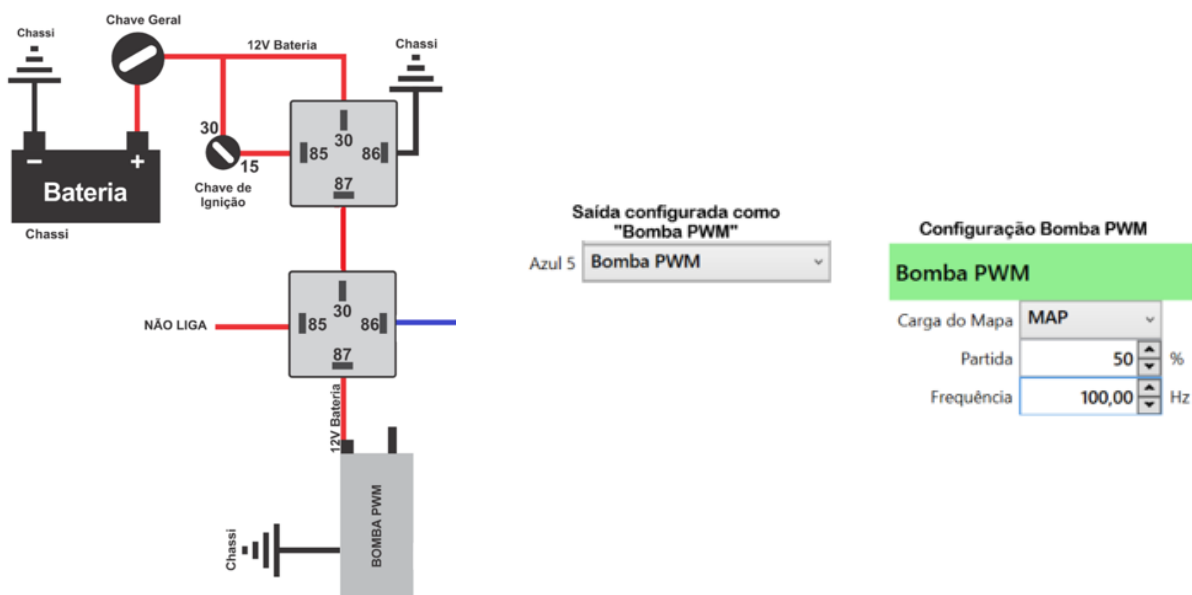 Chave Geral
Chassi
12V Bateria
Chassi
30
30
85
86
15
87
Chave de
Ignição
−
+
Bateria
Chassi
NÃO LIGA
30
85
86
87
12V Bateria
BOMBA PWM
Chassi
Saída configurada como
"Bomba PWM"
Azul 5 Bomba PWM
Configuração Bomba PWM
Bomba PWM
Carga do Mapa MAP
Partida 50 %
Frequência 100,00 Hz